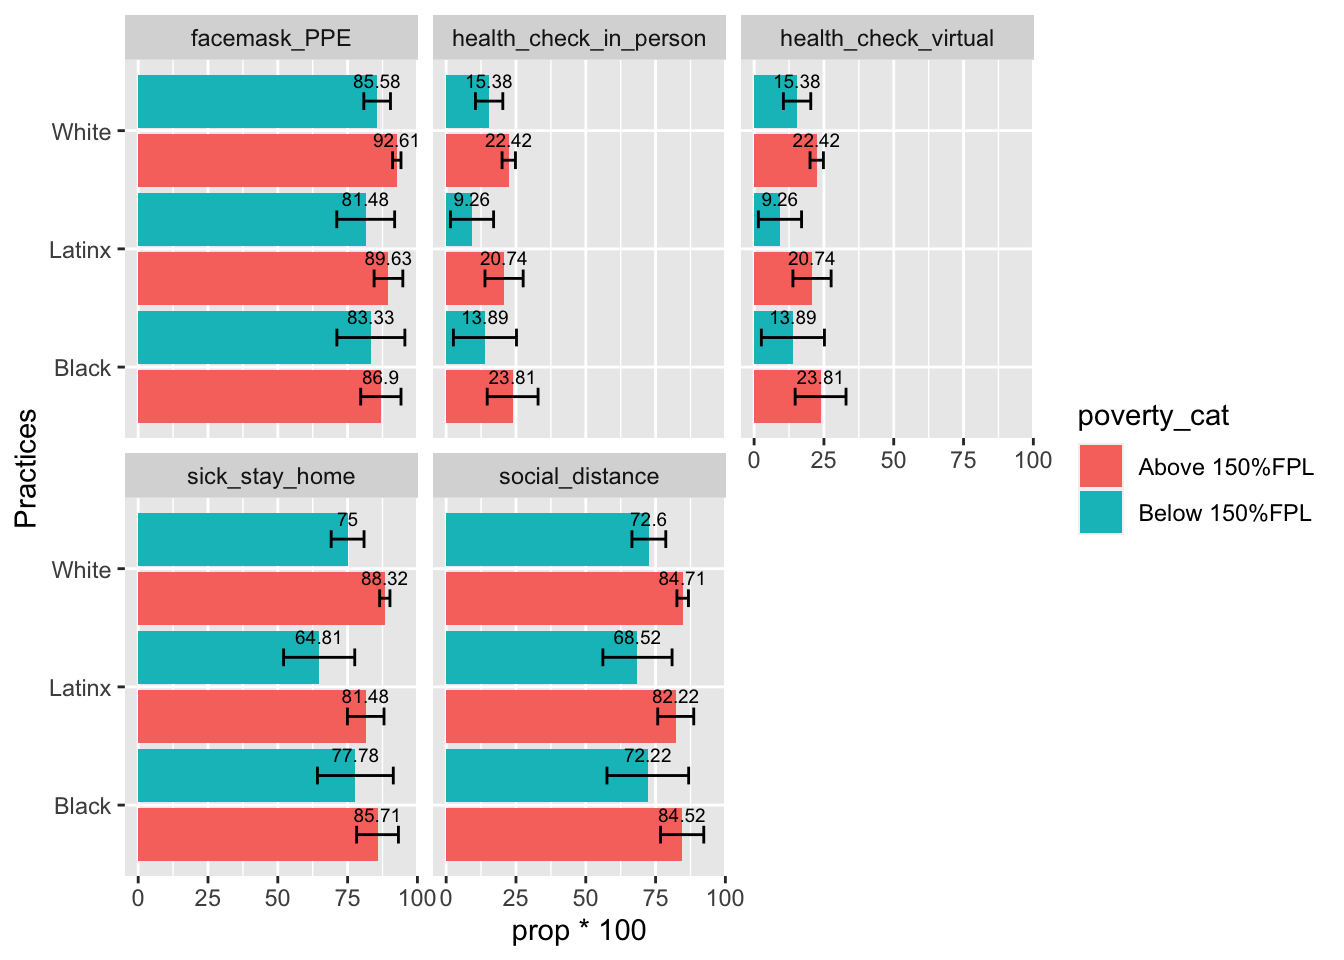 facemask_PPE
health_check_in_person
health_check_virtual
Practices
White
Latinx
Black
85.58
92.61
81.48
89.63
83.33
86.9
15.38
22.42
9.26
20.74
13.89
23.81
15.38
22.42
9.26
20.74
13.89
23.81
0 25 50 75 100
sick_stay_home
social_distance
White
Latinx
Black
75
88.32
64.81
81.48
77.78
85.71
72.6
84.71
68.52
82.22
72.22
84.52
0 25 50 75 100
0 25 50 75 100
prop * 100
poverty_cat
Above 150%FPL
Below 150%FPL